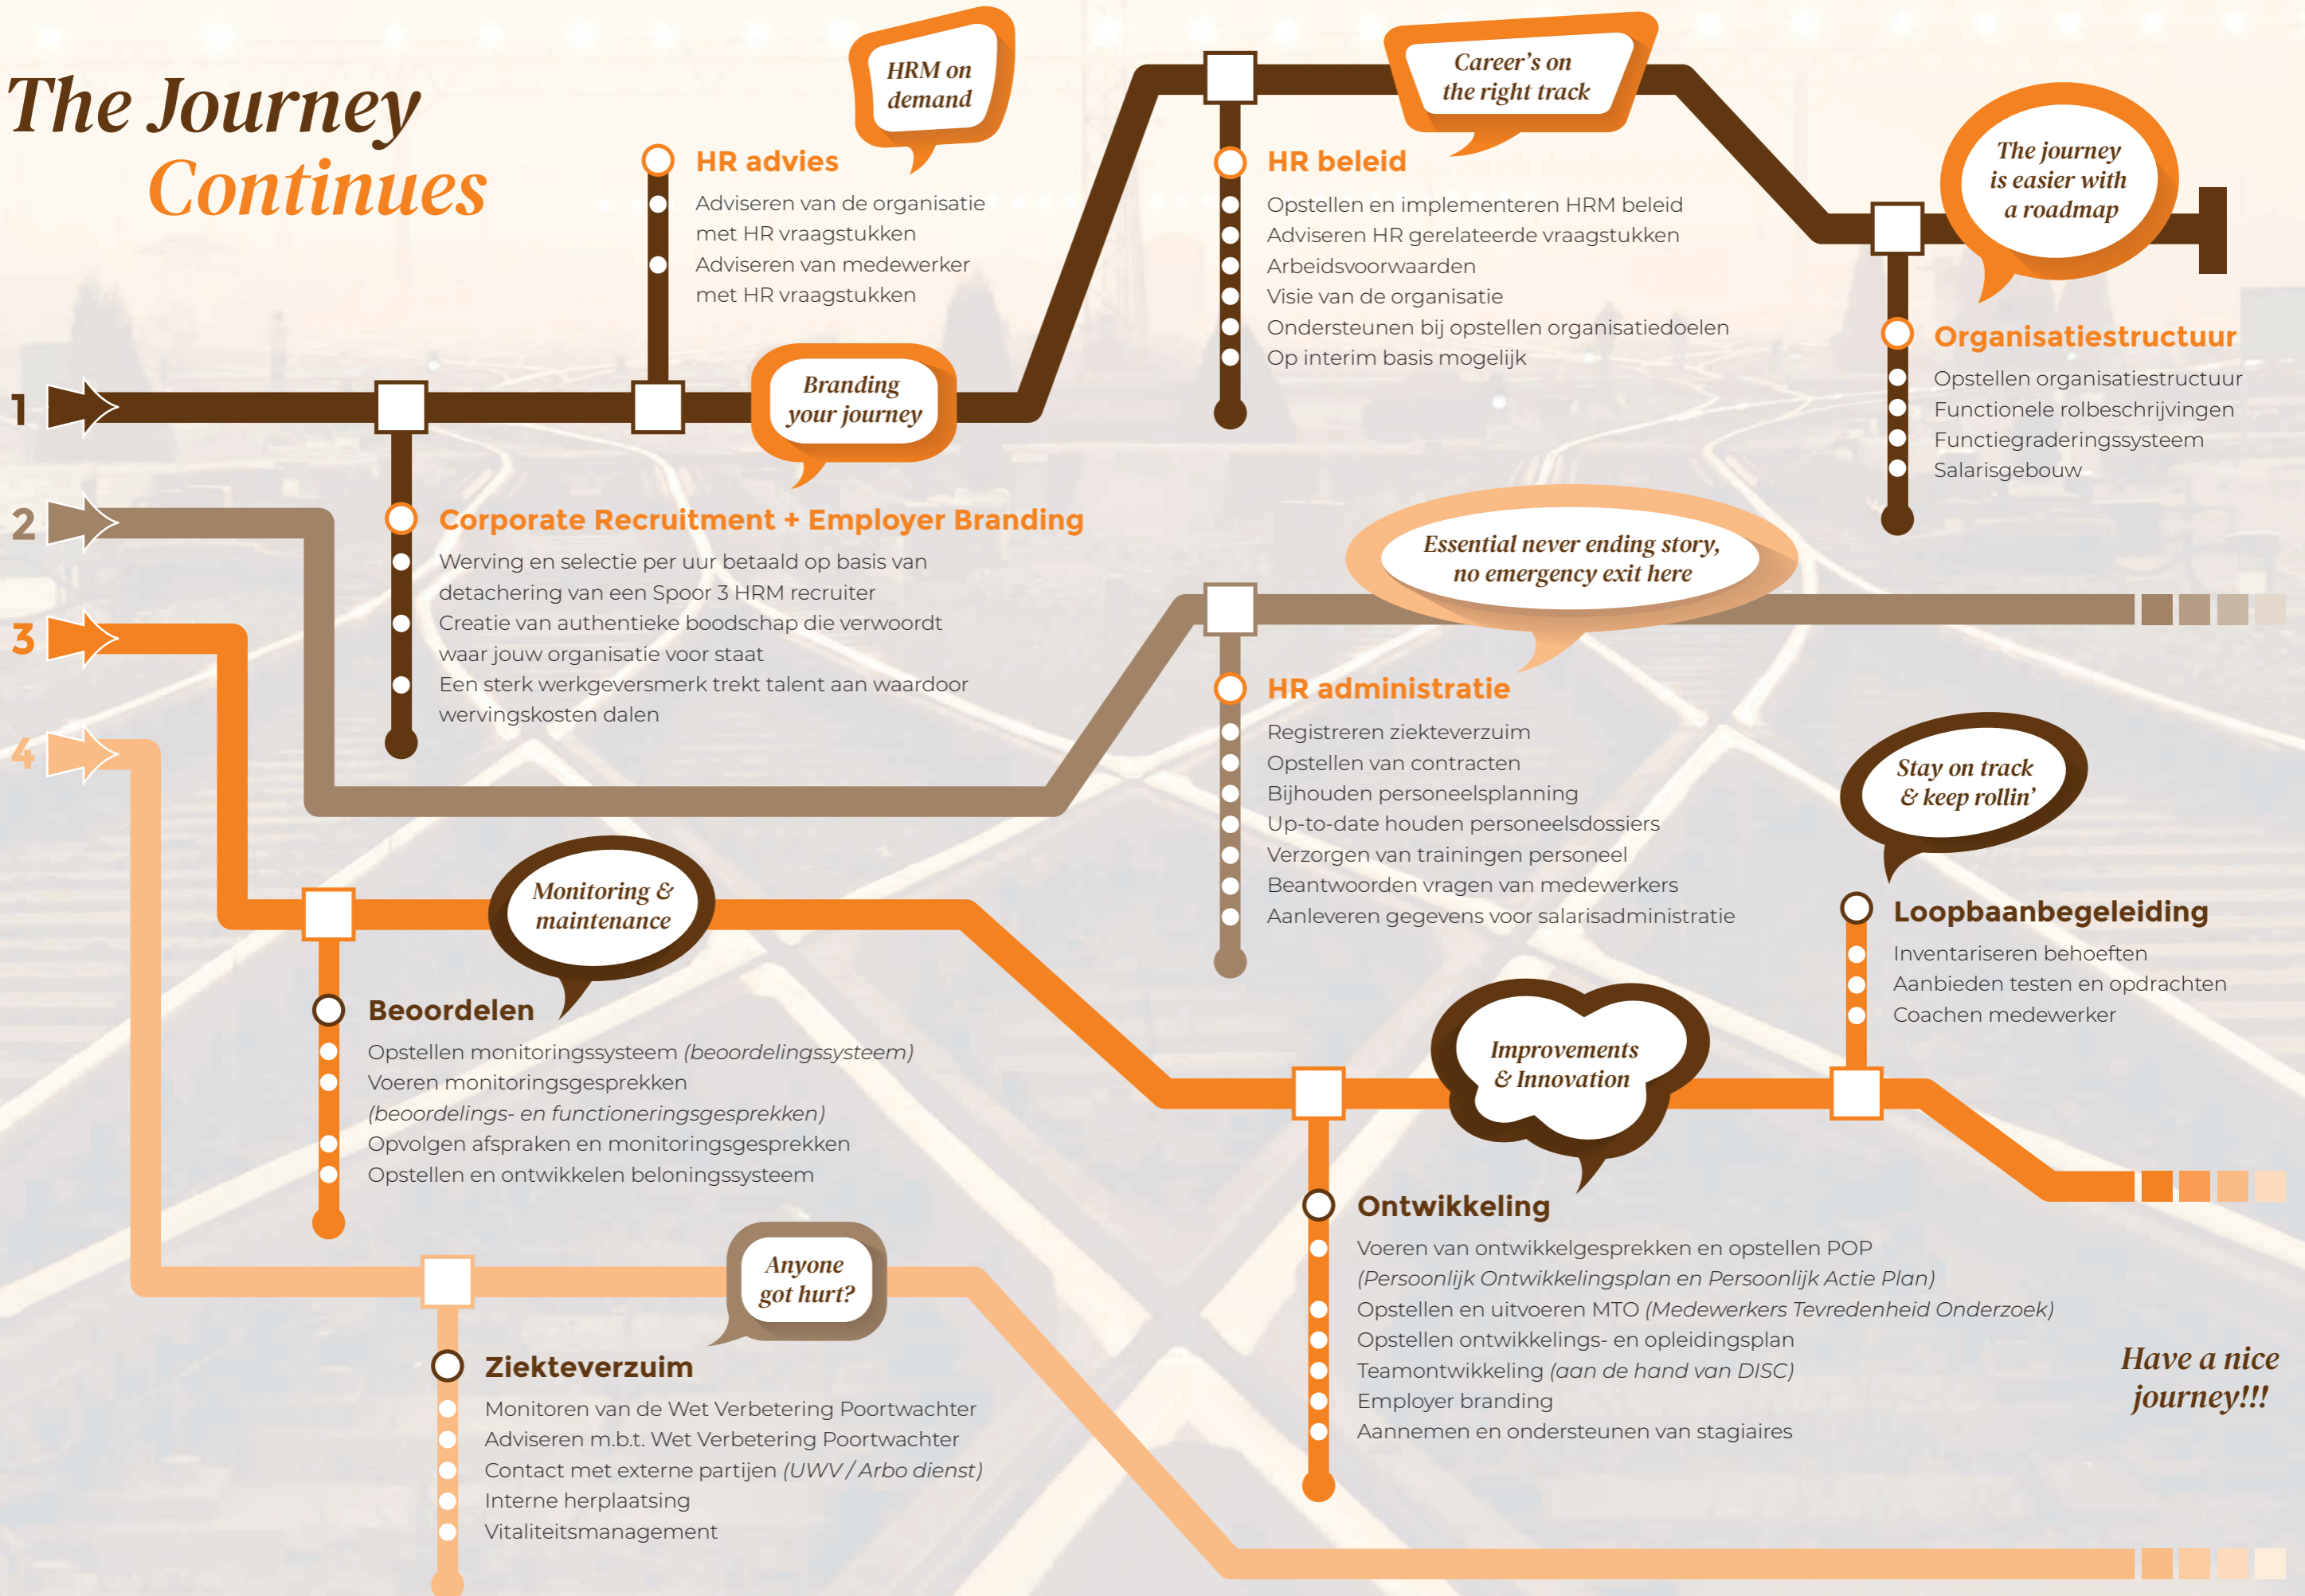 The Journey
Continues
HRM on
demand
HR advies
Adviseren van de organisatie
met HR vraagstukken
Adviseren van medewerker
met HR vraagstukken
Career's on
the right track
HR beleid
Opstellen en implementeren HRM beleid
Adviseren HR gerelateerde vraagstukken
Arbeidsvoorwaarden
Visie van de organisatie
Ondersteunen bij opstellen organisatiedoelen
Op interim basis mogelijk
The journey
is easier with
a roadmap
Organisatiestructuur
Opstellen organisatiestructuur
Functionele rolbeschrijvingen
Functiegraderingssysteem
Salarisgebouw
1
Branding
your journey
2
Corporate Recruitment + Employer Branding
Werving en selectie per uur betaald op basis van
detachering van een Spoor 3 HRM recruiter
Creatie van authentieke boodschap die verwoordt
waar jouw organisatie voor staat
Een sterk werkgeversmerk trekt talent aan waardoor
wervingskosten dalen
3
4
Essential never ending story,
no emergency exit here
HR administratie
Registreren ziekteverzuim
Opstellen van contracten
Bijhouden personeelsplanning
Up-to-date houden personeelsdossiers
Verzorgen van trainingen personeel
Beantwoorden vragen van medewerkers
Aanleveren gegevens voor salarisadministratie
Stay on track
& keep rollin'
Loopbaanbegeleiding
Inventariseren behoeften
Aanbieden testen en opdrachten
Coachen medewerker
Monitoring &
maintenance
Beoordelen
Opstellen monitoringssysteem (beoordelingssysteem)
Voeren monitoringsgesprekken
(beoordelings- en functioneringsgesprekken)
Opvolgen afspraken en monitoringsgesprekken
Opstellen en ontwikkelen beloningssysteem
Improvements
& Innovation
Ontwikkeling
Voeren van ontwikkelgesprekken en opstellen POP
(Persoonlijk Ontwikkelingsplan en Persoonlijk Actie Plan)
Opstellen en uitvoeren MTO (Medewerkers Tevredenheid Onderzoek)
Opstellen ontwikkelings- en opleidingsplan
Teamontwikkeling (aan de hand van DISC)
Employer branding
Aannemen en ondersteunen van stagiaires
Anyone
got hurt?
Ziekteverzuim
Monitoren van de Wet Verbetering Poortwachter
Adviseren m.b.t. Wet Verbetering Poortwachter
Contact met externe partijen (UWV / Arbo dienst)
Interne herplaatsing
Vitaliteitsmanagement
Have a nice
journey!!!